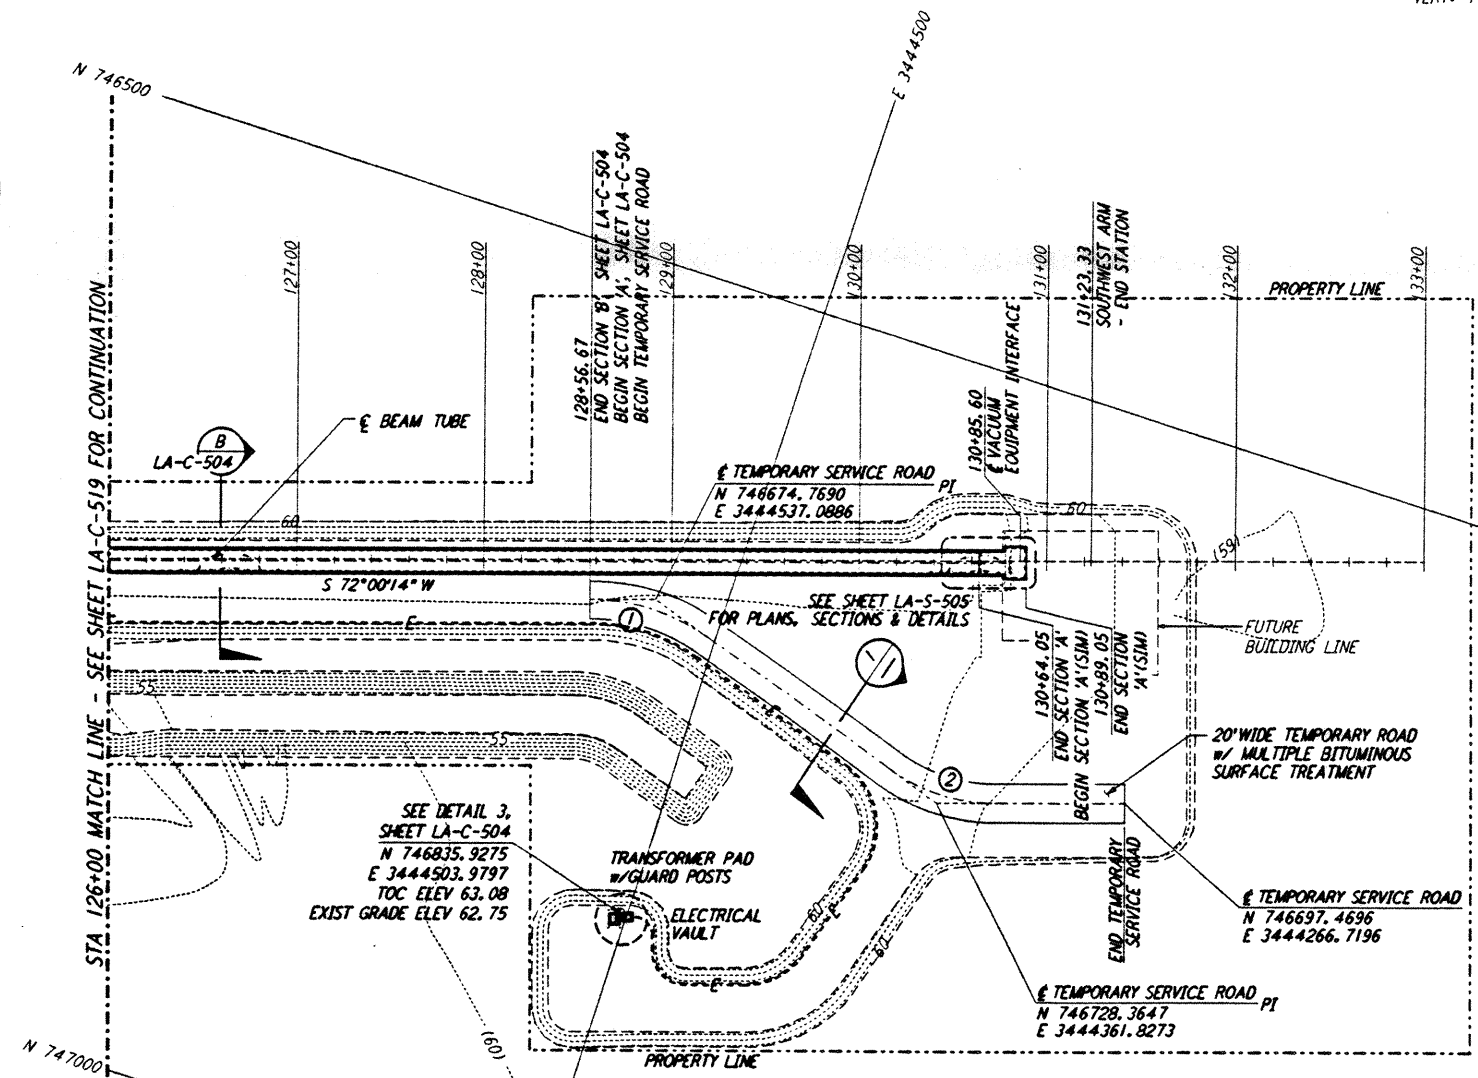 N 746500
E 3444500
STA 126+00 MATCH LINE - SEE SHEET LA-C-519 FOR CONTINUATION
127+00
128+00
128+56.67
END SECTION 'B', SHEET LA-C-504
BEGIN SECTION 'A', SHEET LA-C-504
BEGIN TEMPORARY SERVICE ROAD
129+00
130+00
131+00
131+23.33
SOUTHWEST ARM
- END STATION
132+00
133+00
PROPERTY LINE
130+85.60
℄ VACUUM
EQUIPMENT INTERFACE
℄ BEAM TUBE
B
LA-C-504
℄ TEMPORARY SERVICE ROAD
PI
N 746674.7690
E 3444537.0886
60
60
(59)
S 72°00'14" W
E
1
SEE SHEET LA-S-505
FOR PLANS, SECTIONS & DETAILS
130+64.05
END SECTION 'A'
BEGIN SECTION 'A'(SIM)
130+89.05
END SECTION
'A'(SIM)
FUTURE
BUILDING LINE
55
55
E
2
20'WIDE TEMPORARY ROAD
w/ MULTIPLE BITUMINOUS
SURFACE TREATMENT
SEE DETAIL 3,
SHEET LA-C-504
N 746835.9275
E 3444503.9797
TOC ELEV 63.08
EXIST GRADE ELEV 62.75
TRANSFORMER PAD
w/GUARD POSTS
ELECTRICAL
VAULT
60
E
60
E
END TEMPORARY
SERVICE ROAD
℄ TEMPORARY SERVICE ROAD
N 746697.4696
E 3444266.7196
℄ TEMPORARY SERVICE ROAD
PI
N 746728.3647
E 3444361.8273
(60)
N 747000
PROPERTY LINE